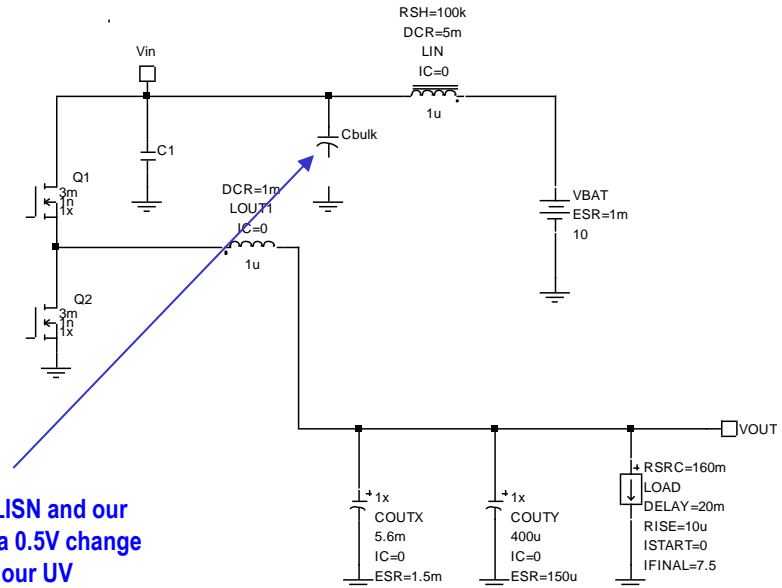 RSH=100k
DCR=5m
LIN
IC=0
1u
Vin
C1
Cbulk
Q1
3m
1n
1x
DCR=1m
LOUT1
IC=0
1u
VBAT
ESR=1m
10
Q2
3m
1n
1x
VOUT
1x
COUTX
5.6m
IC=0
ESR=1.5m
1x
COUTY
400u
IC=0
ESR=150u
RSRC=160m
LOAD
DELAY=20m
RISE=10u
ISTART=0
IFINAL=7.5
LISN and our
a 0.5V change
our UV